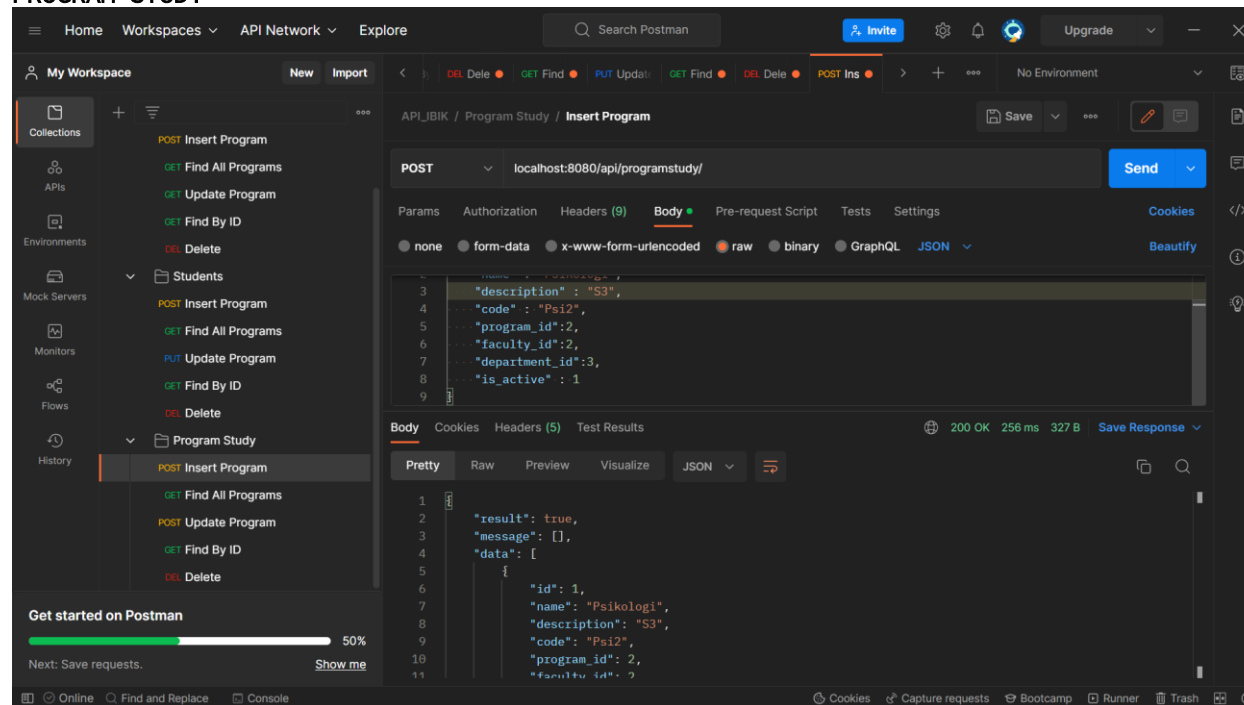 PROGRAM STUDY
Home Workspaces API Network Explore Search Postman Invite Upgrade
My Workspace New Import DEL Dele GET Find PUT Updat GET Find DEL Dele POST Ins No Environment
API_IBIK / Program Study / Insert Program Save
Collections
POST Insert Program
GET Find All Programs
POST localhost:8080/api/programstudy/ Send
APIs
GET Update Program
Params Authorization Headers (9) Body Pre-request Script Tests Settings Cookies
GET Find By ID
Environments
DEL Delete
none form-data x-www-form-urlencoded raw binary GraphQL JSON Beautify
Students
2 "name" : "Psikologi",
3 "description" : "S3",
Mock Servers
POST Insert Program
4 "code" : "Psi2",
5 "program_id":2,
GET Find All Programs
6 "faculty_id":2,
Monitors
PUT Update Program
7 "department_id":3,
8 "is_active" : 1
GET Find By ID
9 }
Flows
DEL Delete
Body Cookies Headers (5) Test Results 200 OK 256 ms 327 B Save Response
Program Study
History
POST Insert Program
Pretty Raw Preview Visualize JSON
GET Find All Programs
1 {
2 "result": true,
POST Update Program
3 "message": [],
4 "data": [
GET Find By ID
5 {
DEL Delete
6 "id": 1,
7 "name": "Psikologi",
Get started on Postman
8 "description": "S3",
50%
9 "code": "Psi2",
10 "program_id": 2,
Next: Save requests. Show me
11 "faculty_id": 2
Online Find and Replace Console Cookies Capture requests Bootcamp Runner Trash